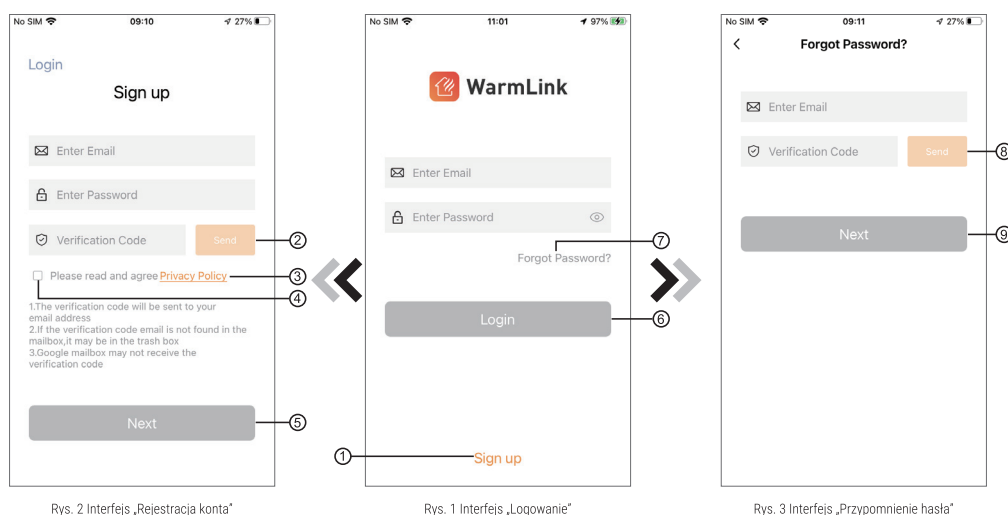 No SIM 09:10 27%
Login
Sign up
Enter Email
Enter Password
Verification Code Send ②
Please read and agree Privacy Policy ③
④
1.The verification code will be sent to your
email address
2.If the verification code email is not found in the
mailbox,it may be in the trash box
3.Google mailbox may not receive the
verification code
Next ⑤
Rys. 2 Interfejs „Rejestracja konta"
No SIM 11:01 97%
WarmLink
Enter Email
Enter Password
⑦
Forgot Password?
Login ⑥
① Sign up
Rys. 1 Interfejs „Logowanie"
No SIM 09:11 27%
Forgot Password?
Enter Email
Verification Code Send ⑧
Next ⑨
Rys. 3 Interfejs „Przypomnienie hasła"